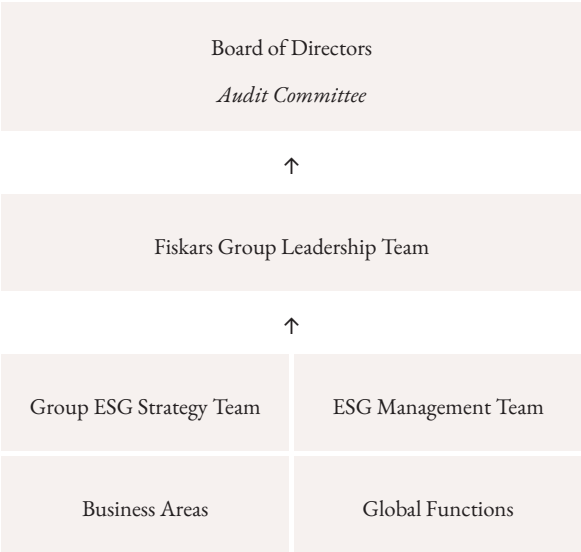 Board of Directors
Audit Committee
↑
Fiskars Group Leadership Team
↑
Group ESG Strategy Team
ESG Management Team
Business Areas
Global Functions